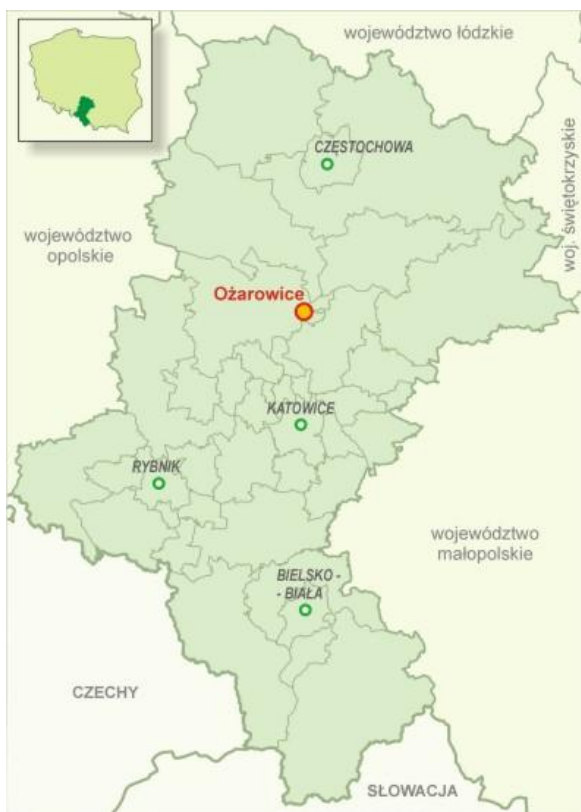 województwo łódzkie
CZĘSTOCHOWA
woj. świętokrzyskie
województwo
opolskie
Ożarowice
KATOWICE
RYBNIK
województwo
małopolskie
BIELSKO -
- BIAŁA
CZECHY
SŁOWACJA